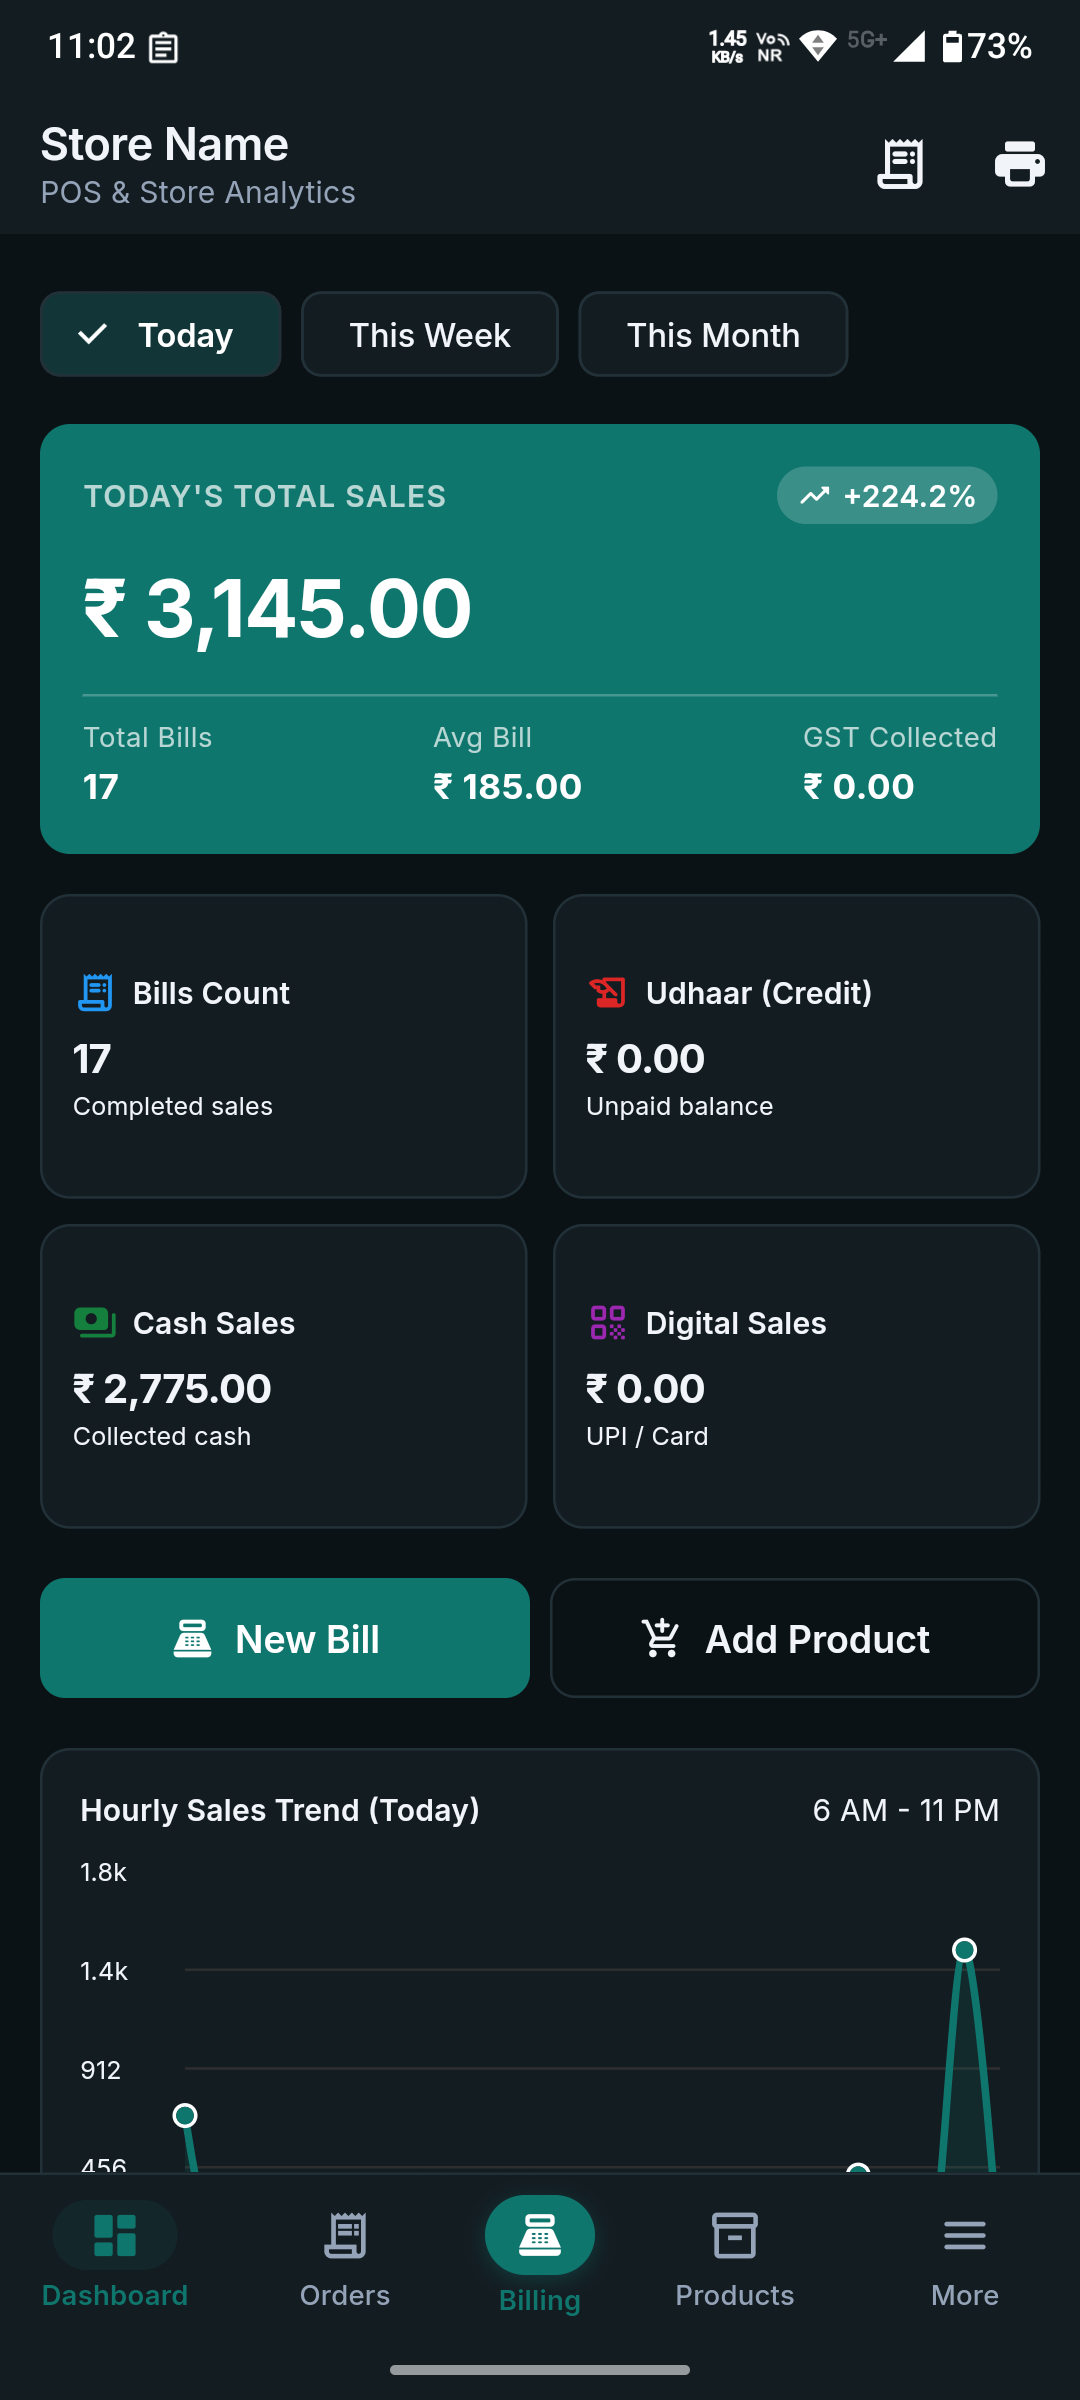 11:02
1.45 KB/s
Vo NR
5G+
73%
Store Name
POS & Store Analytics
Today
This Week
This Month
TODAY'S TOTAL SALES
+224.2%
₹ 3,145.00
Total Bills
Avg Bill
GST Collected
17
₹ 185.00
₹ 0.00
Bills Count
17
Completed sales
Udhaar (Credit)
₹ 0.00
Unpaid balance
Cash Sales
₹ 2,775.00
Collected cash
Digital Sales
₹ 0.00
UPI / Card
New Bill
Add Product
Hourly Sales Trend (Today)
6 AM - 11 PM
1.8k
1.4k
912
456
Dashboard
Orders
Billing
Products
More